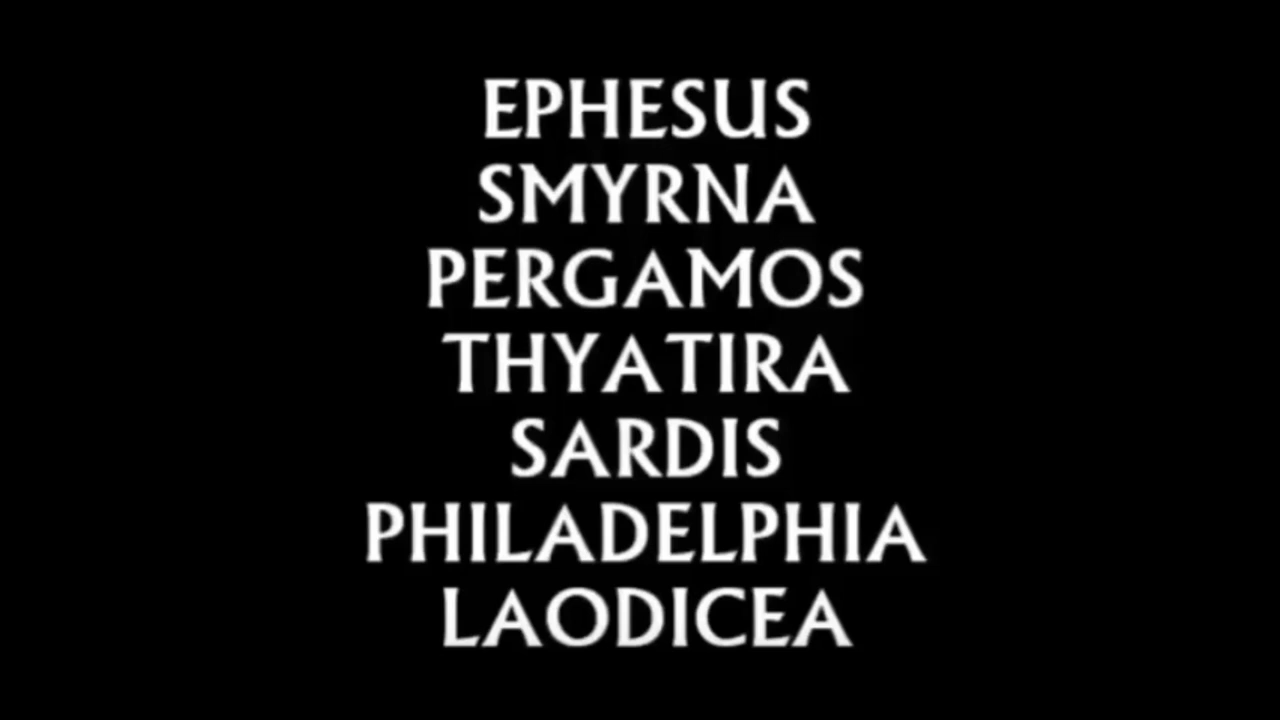 EPHESUS
SMYRNA
PERGAMOS
THYATIRA
SARDIS
PHILADELPHIA
LAODICEA